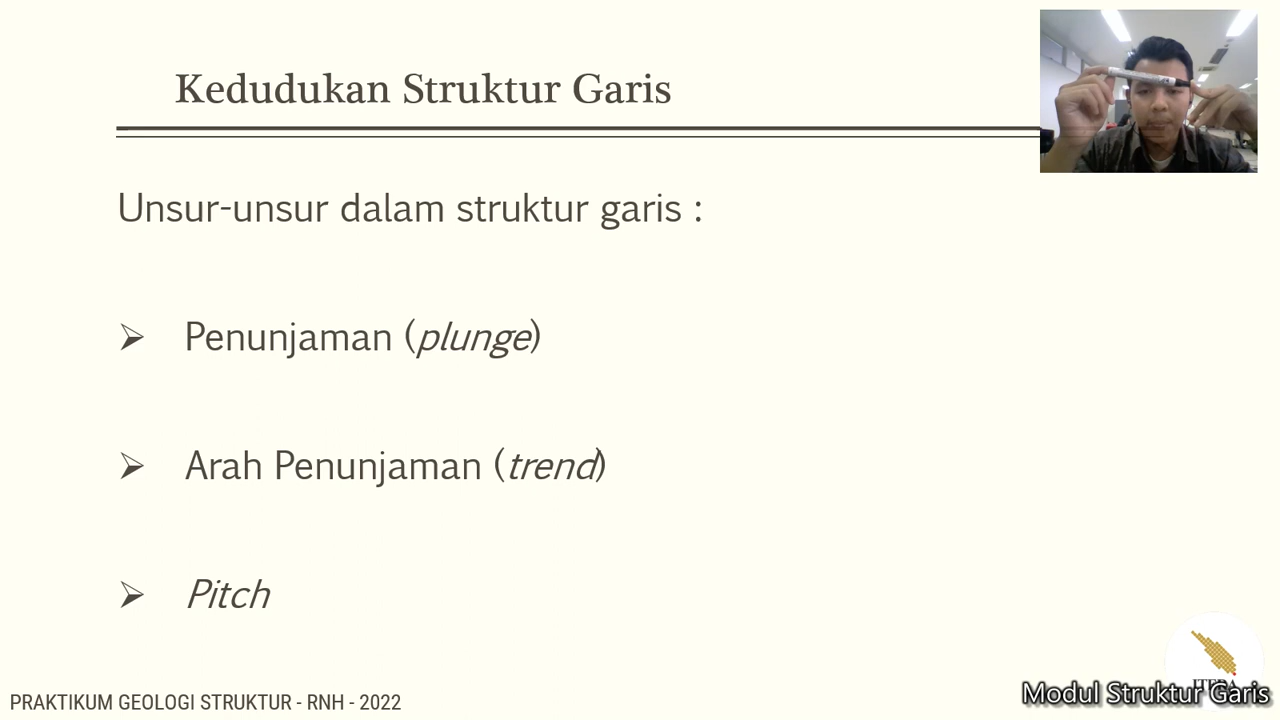 Kedudukan Struktur Garis
Unsur-unsur dalam struktur garis :
➢ Penunjaman (plunge)
➢ Arah Penunjaman (trend)
➢ Pitch
PRAKTIKUM GEOLOGI STRUKTUR - RNH - 2022
ITERA
Modul Struktur Garis